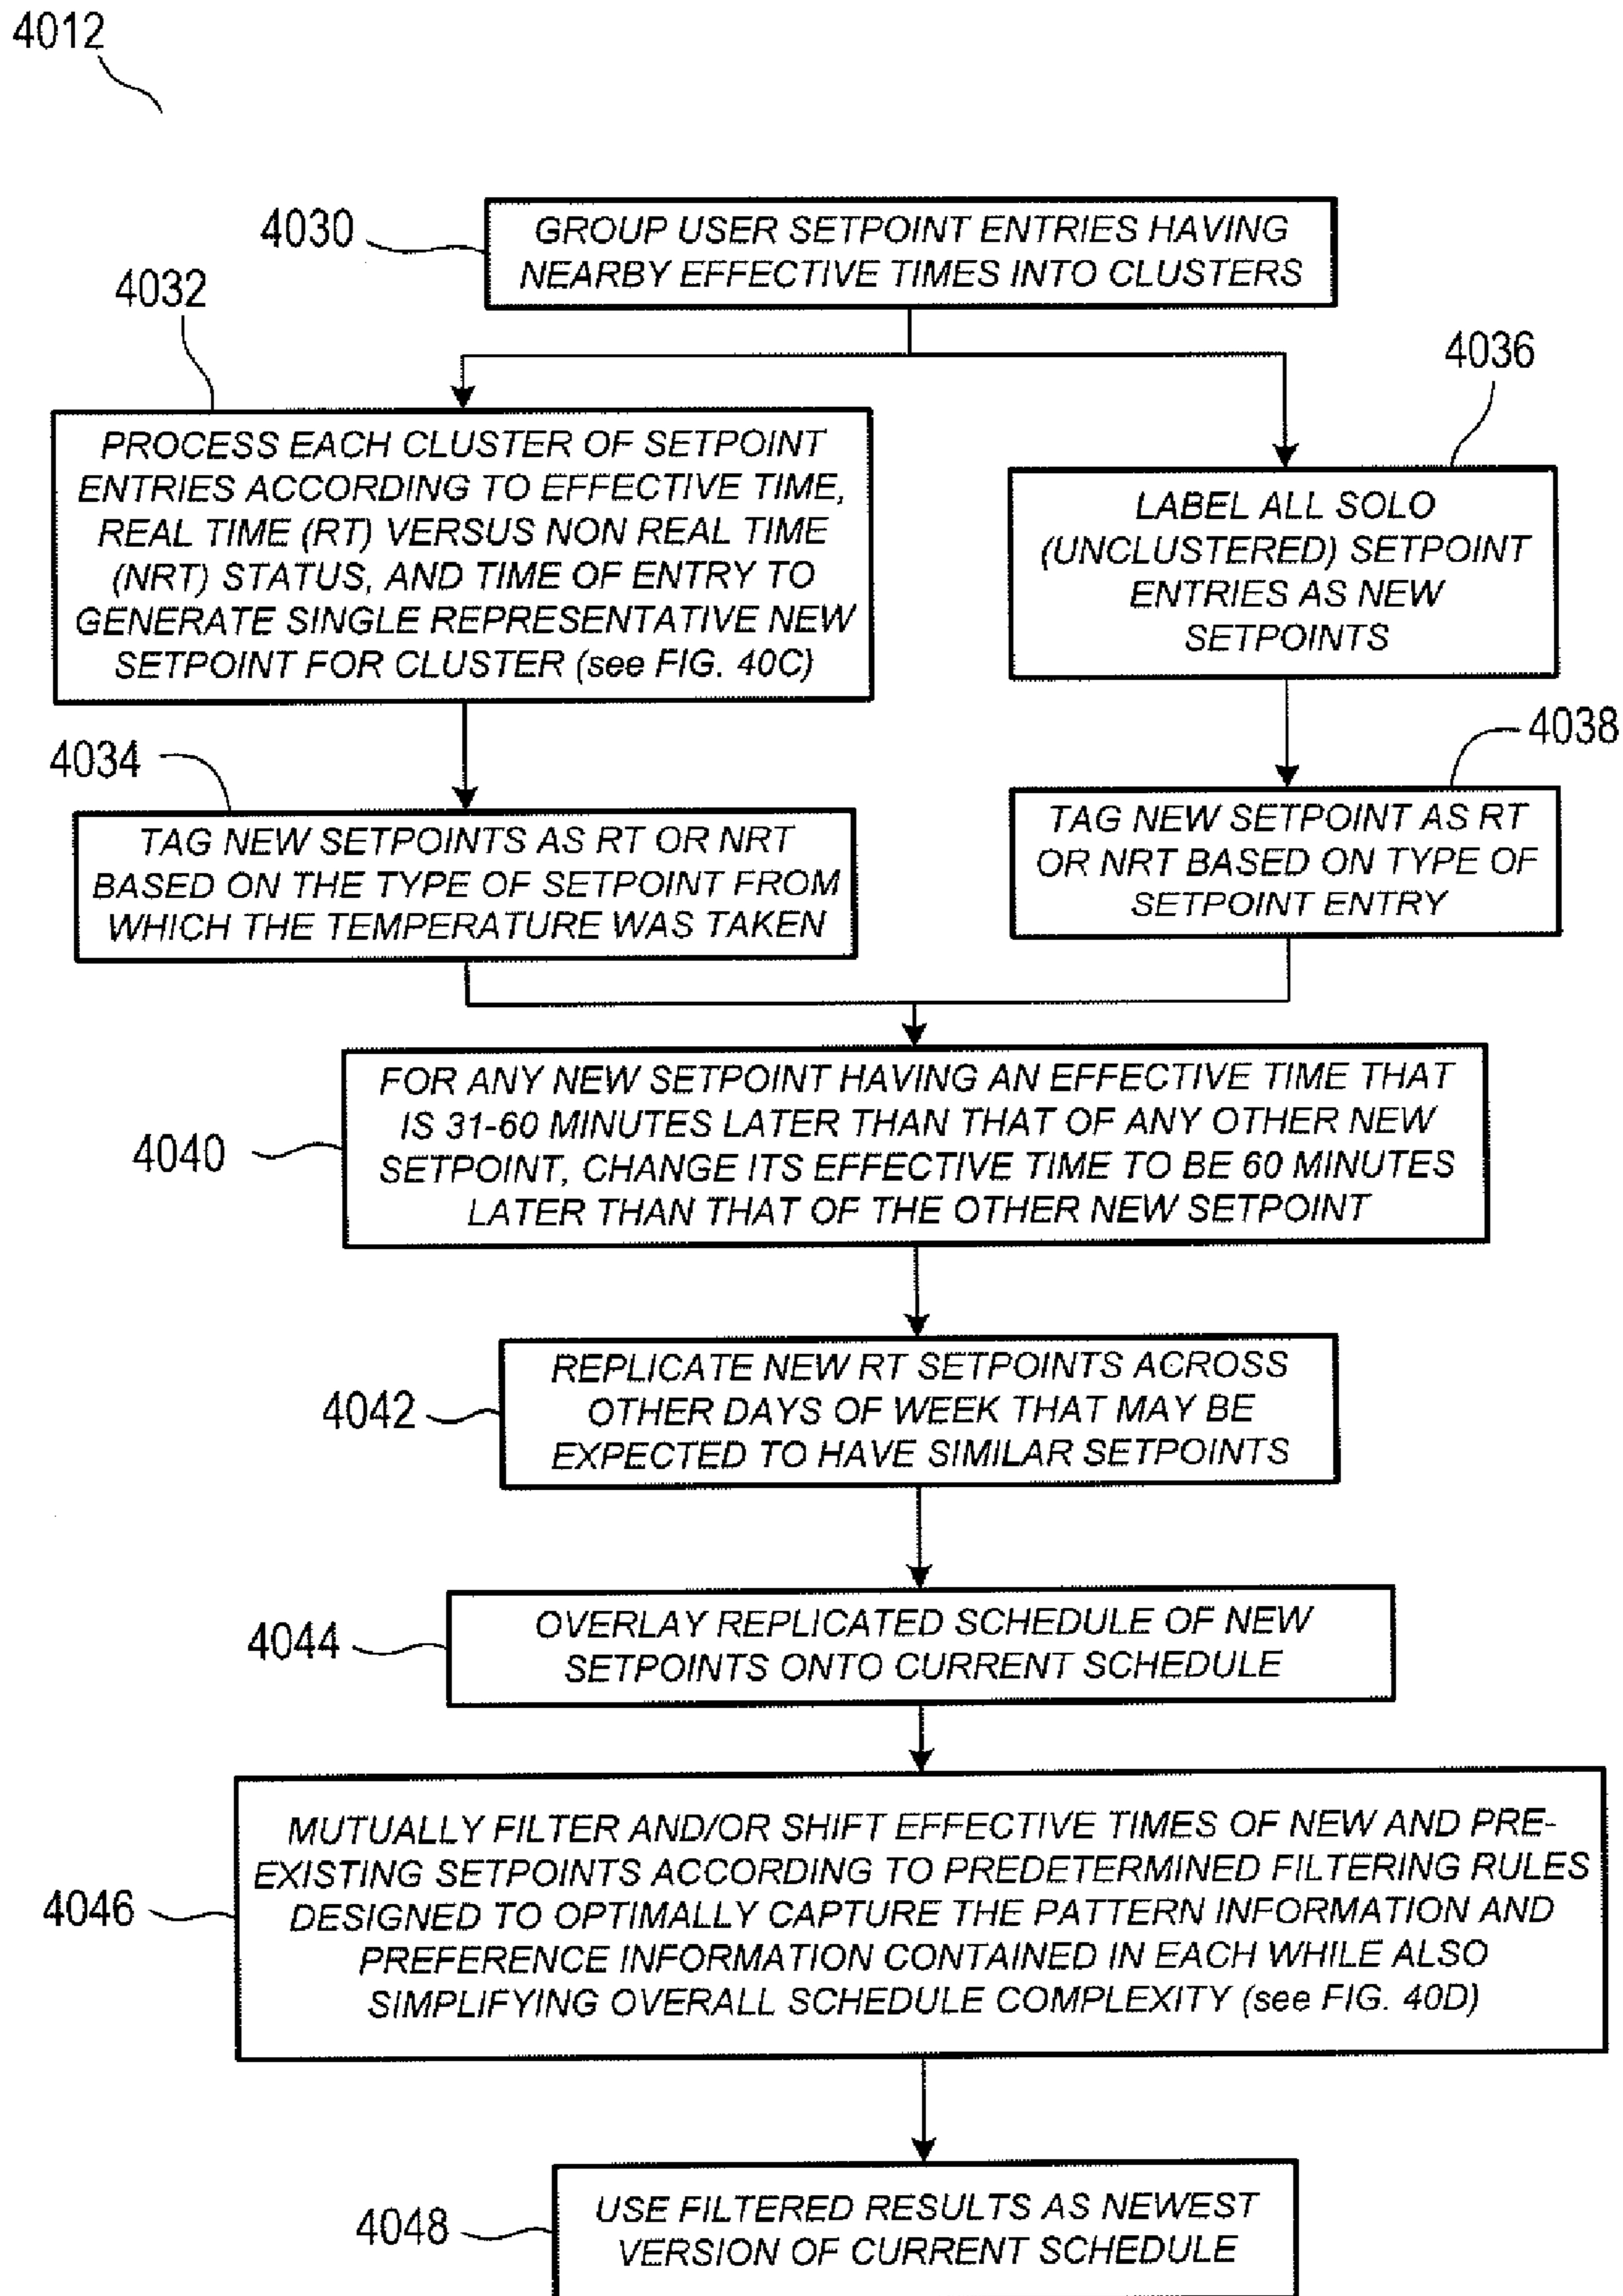 4012
4030
GROUP USER SETPOINT ENTRIES HAVING
NEARBY EFFECTIVE TIMES INTO CLUSTERS
4032
PROCESS EACH CLUSTER OF SETPOINT
ENTRIES ACCORDING TO EFFECTIVE TIME,
REAL TIME (RT) VERSUS NON REAL TIME
(NRT) STATUS, AND TIME OF ENTRY TO
GENERATE SINGLE REPRESENTATIVE NEW
SETPOINT FOR CLUSTER (see FIG. 40C)
4036
LABEL ALL SOLO
(UNCLUSTERED) SETPOINT
ENTRIES AS NEW
SETPOINTS
4034
TAG NEW SETPOINTS AS RT OR NRT
BASED ON THE TYPE OF SETPOINT FROM
WHICH THE TEMPERATURE WAS TAKEN
4038
TAG NEW SETPOINT AS RT
OR NRT BASED ON TYPE OF
SETPOINT ENTRY
4040
FOR ANY NEW SETPOINT HAVING AN EFFECTIVE TIME THAT
IS 31-60 MINUTES LATER THAN THAT OF ANY OTHER NEW
SETPOINT, CHANGE ITS EFFECTIVE TIME TO BE 60 MINUTES
LATER THAN THAT OF THE OTHER NEW SETPOINT
4042
REPLICATE NEW RT SETPOINTS ACROSS
OTHER DAYS OF WEEK THAT MAY BE
EXPECTED TO HAVE SIMILAR SETPOINTS
4044
OVERLAY REPLICATED SCHEDULE OF NEW
SETPOINTS ONTO CURRENT SCHEDULE
4046
MUTUALLY FILTER AND/OR SHIFT EFFECTIVE TIMES OF NEW AND PRE-
EXISTING SETPOINTS ACCORDING TO PREDETERMINED FILTERING RULES
DESIGNED TO OPTIMALLY CAPTURE THE PATTERN INFORMATION AND
PREFERENCE INFORMATION CONTAINED IN EACH WHILE ALSO
SIMPLIFYING OVERALL SCHEDULE COMPLEXITY (see FIG. 40D)
4048
USE FILTERED RESULTS AS NEWEST
VERSION OF CURRENT SCHEDULE